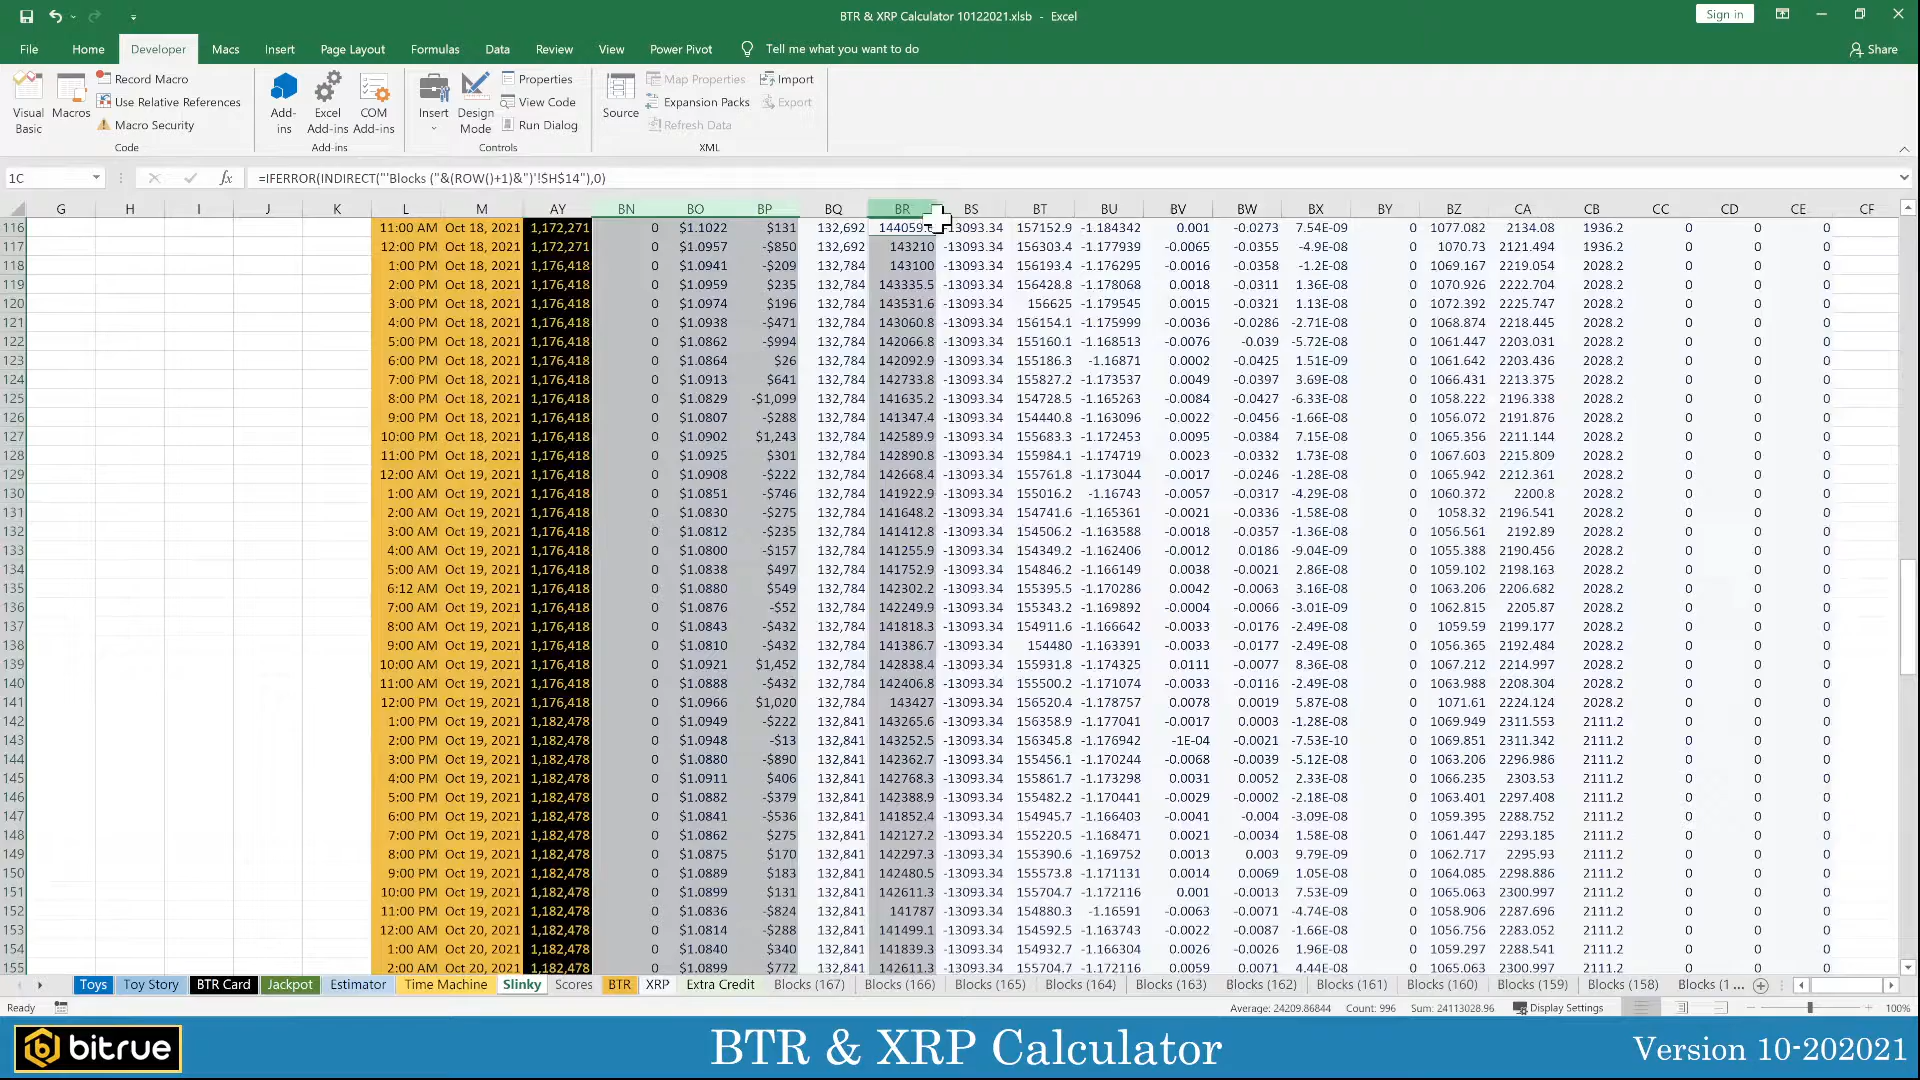 BTR & XRP Calculator 10122021.xlsb - Excel
Sign in
File Home Developer Macs Insert Page Layout Formulas Data Review View Power Pivot Tell me what you want to do Share
Visual Basic Macros Record Macro Use Relative References Macro Security Code
Add-ins Excel Add-ins COM Add-ins Add-ins
Insert Design Mode Properties View Code Run Dialog Controls
Source Map Properties Expansion Packs Refresh Data Import Export XML
1C fx =IFERROR(INDIRECT("'Blocks ("&(ROW()+1)&")'!$H$14"),0)
G H I J K L M AY BN BO BP BQ BR BS BT BU BV BW BX BY BZ CA CB CC CD CE CF
116 11:00 AM Oct 18, 2021 1,172,271 0 $1.1022 $131 132,692 144059. -13093.34 157152.9 -1.184342 0.001 -0.0273 7.54E-09 0 1077.082 2134.08 1936.2 0 0 0
117 12:00 PM Oct 18, 2021 1,172,271 0 $1.0957 -$850 132,692 143210 -13093.34 156303.4 -1.177396 -0.0065 -0.0355 -4.9E-08 0 1070.73 2121.494 1936.2 0 0 0
118 1:00 PM Oct 18, 2021 1,176,418 0 $1.0941 -$209 132,784 143100 -13093.34 156193.4 -1.176295 -0.0016 -0.0358 -1.2E-08 0 1069.167 2219.054 2028.2 0 0 0
119 2:00 PM Oct 18, 2021 1,176,418 0 $1.0959 $235 132,784 143335.5 -13093.34 156428.8 -1.178068 0.0018 -0.0311 1.36E-08 0 1070.926 2222.704 2028.2 0 0 0
120 3:00 PM Oct 18, 2021 1,176,418 0 $1.0974 $196 132,784 143531.6 -13093.34 156625 -1.179545 0.0015 -0.0321 1.13E-08 0 1072.392 2225.747 2028.2 0 0 0
121 4:00 PM Oct 18, 2021 1,176,418 0 $1.0938 -$471 132,784 143060.8 -13093.34 156154.1 -1.175999 -0.0036 -0.0286 -2.71E-08 0 1068.874 2218.445 2028.2 0 0 0
122 5:00 PM Oct 18, 2021 1,176,418 0 $1.0862 -$994 132,784 142066.8 -13093.34 155160.1 -1.168513 -0.0076 -0.039 -5.72E-08 0 1061.447 2203.031 2028.2 0 0 0
123 6:00 PM Oct 18, 2021 1,176,418 0 $1.0864 $26 132,784 142092.9 -13093.34 155186.3 -1.16871 0.0002 -0.0425 1.51E-09 0 1061.642 2203.436 2028.2 0 0 0
124 7:00 PM Oct 18, 2021 1,176,418 0 $1.0913 $641 132,784 142733.8 -13093.34 155827.2 -1.173537 0.0049 -0.0397 3.69E-08 0 1066.431 2213.375 2028.2 0 0 0
125 8:00 PM Oct 18, 2021 1,176,418 0 $1.0829 -$1,099 132,784 141635.2 -13093.34 154728.5 -1.165263 -0.0084 -0.0427 -6.33E-08 0 1058.222 2196.338 2028.2 0 0 0
126 9:00 PM Oct 18, 2021 1,176,418 0 $1.0807 -$288 132,784 141347.4 -13093.34 154440.8 -1.163096 -0.0022 -0.0456 -1.66E-08 0 1056.072 2191.876 2028.2 0 0 0
127 10:00 PM Oct 18, 2021 1,176,418 0 $1.0902 $1,243 132,784 142589.9 -13093.34 155683.3 -1.172453 0.0095 -0.0384 7.15E-08 0 1065.356 2211.144 2028.2 0 0 0
128 11:00 PM Oct 18, 2021 1,176,418 0 $1.0925 $301 132,784 142890.8 -13093.34 155984.1 -1.174719 0.0023 -0.0332 1.73E-08 0 1067.603 2215.809 2028.2 0 0 0
129 12:00 AM Oct 19, 2021 1,176,418 0 $1.0908 -$222 132,784 142668.4 -13093.34 155761.8 -1.173044 -0.0017 -0.0246 -1.28E-08 0 1065.942 2212.361 2028.2 0 0 0
130 1:00 AM Oct 19, 2021 1,176,418 0 $1.0851 -$746 132,784 141922.9 -13093.34 155016.2 -1.16743 -0.0057 -0.0317 -4.29E-08 0 1060.372 2200.8 2028.2 0 0 0
131 2:00 AM Oct 19, 2021 1,176,418 0 $1.0830 -$275 132,784 141648.2 -13093.34 154741.6 -1.165361 -0.0021 -0.0336 -1.58E-08 0 1058.32 2196.541 2028.2 0 0 0
132 3:00 AM Oct 19, 2021 1,176,418 0 $1.0812 -$235 132,784 141412.8 -13093.34 154506.2 -1.163588 -0.0018 -0.0357 -1.36E-08 0 1056.561 2192.89 2028.2 0 0 0
133 4:00 AM Oct 19, 2021 1,176,418 0 $1.0800 -$157 132,784 141255.9 -13093.34 154349.2 -1.162406 -0.0012 0.0186 -9.04E-09 0 1055.388 2190.456 2028.2 0 0 0
134 5:00 AM Oct 19, 2021 1,176,418 0 $1.0838 $497 132,784 141752.9 -13093.34 154846.2 -1.166149 0.0038 -0.0021 2.86E-08 0 1059.102 2198.163 2028.2 0 0 0
135 6:12 AM Oct 19, 2021 1,176,418 0 $1.0880 $549 132,784 142302.2 -13093.34 155395.5 -1.170286 0.0042 -0.0063 3.16E-08 0 1063.206 2206.682 2028.2 0 0 0
136 7:00 AM Oct 19, 2021 1,176,418 0 $1.0876 -$52 132,784 142249.9 -13093.34 155343.2 -1.169892 -0.0004 -0.0066 -3.01E-09 0 1062.815 2205.87 2028.2 0 0 0
137 8:00 AM Oct 19, 2021 1,176,418 0 $1.0843 -$432 132,784 141818.3 -13093.34 154911.6 -1.166642 -0.0033 -0.0176 -2.49E-08 0 1059.59 2199.177 2028.2 0 0 0
138 9:00 AM Oct 19, 2021 1,176,418 0 $1.0810 -$432 132,784 141386.7 -13093.34 154480 -1.163391 -0.0033 -0.0177 -2.49E-08 0 1056.365 2192.484 2028.2 0 0 0
139 10:00 AM Oct 19, 2021 1,176,418 0 $1.0921 $1,452 132,784 142838.4 -13093.34 155931.8 -1.174325 0.0111 -0.0077 8.36E-08 0 1067.212 2214.997 2028.2 0 0 0
140 11:00 AM Oct 19, 2021 1,176,418 0 $1.0888 -$432 132,784 142406.8 -13093.34 155500.2 -1.171074 -0.0033 -0.0116 -2.49E-08 0 1063.988 2208.304 2028.2 0 0 0
141 12:00 PM Oct 19, 2021 1,176,418 0 $1.0966 $1,020 132,784 143427 -13093.34 156520.4 -1.178757 0.0078 0.0019 5.87E-08 0 1071.61 2224.124 2028.2 0 0 0
142 1:00 PM Oct 19, 2021 1,182,478 0 $1.0949 -$222 132,841 143265.6 -13093.34 156358.9 -1.177041 -0.0017 0.0003 -1.28E-08 0 1069.949 2311.553 2111.2 0 0 0
143 2:00 PM Oct 19, 2021 1,182,478 0 $1.0948 -$13 132,841 143252.5 -13093.34 156345.8 -1.176942 -1E-04 -0.0021 -7.53E-10 0 1069.851 2311.342 2111.2 0 0 0
144 3:00 PM Oct 19, 2021 1,182,478 0 $1.0880 -$890 132,841 142362.7 -13093.34 155456.1 -1.170244 -0.0068 -0.0039 -5.12E-08 0 1063.206 2296.986 2111.2 0 0 0
145 4:00 PM Oct 19, 2021 1,182,478 0 $1.0911 $406 132,841 142768.3 -13093.34 155861.7 -1.173298 0.0031 0.0052 2.33E-08 0 1066.235 2303.53 2111.2 0 0 0
146 5:00 PM Oct 19, 2021 1,182,478 0 $1.0882 -$379 132,841 142388.9 -13093.34 155482.2 -1.170441 -0.0029 -0.0001 -2.18E-08 0 1063.401 2297.408 2111.2 0 0 0
147 6:00 PM Oct 19, 2021 1,182,478 0 $1.0841 -$536 132,841 141852.4 -13093.34 154945.7 -1.166403 -0.0041 -0.004 -3.09E-08 0 1059.395 2288.752 2111.2 0 0 0
148 7:00 PM Oct 19, 2021 1,182,478 0 $1.0862 $275 132,841 142127.2 -13093.34 155220.5 -1.168471 0.0021 -0.0034 1.58E-08 0 1061.447 2293.185 2111.2 0 0 0
149 8:00 PM Oct 19, 2021 1,182,478 0 $1.0875 $170 132,841 142297.3 -13093.34 155390.6 -1.169752 0.0013 0.003 9.79E-09 0 1062.717 2295.93 2111.2 0 0 0
150 9:00 PM Oct 19, 2021 1,182,478 0 $1.0889 $183 132,841 142480.5 -13093.34 155573.8 -1.171131 0.0014 0.0069 1.05E-08 0 1064.085 2298.886 2111.2 0 0 0
151 10:00 PM Oct 19, 2021 1,182,478 0 $1.0899 $131 132,841 142611.3 -13093.34 155704.7 -1.172116 0.001 -0.0013 7.53E-09 0 1065.063 2300.997 2111.2 0 0 0
152 11:00 PM Oct 19, 2021 1,182,478 0 $1.0836 -$824 132,841 141787 -13093.34 154880.3 -1.16591 -0.0063 -0.0071 -4.74E-08 0 1058.906 2287.696 2111.2 0 0 0
153 12:00 AM Oct 20, 2021 1,182,478 0 $1.0814 -$288 132,841 141499.1 -13093.34 154592.5 -1.163743 -0.0022 -0.0087 -1.66E-08 0 1056.756 2283.052 2111.2 0 0 0
154 1:00 AM Oct 20, 2021 1,182,478 0 $1.0840 $340 132,841 141839.3 -13093.34 154932.7 -1.166304 0.0026 -0.0026 1.96E-08 0 1059.297 2288.541 2111.2 0 0 0
155 2:00 AM Oct 20, 2021 1,182,478 0 $1.0899 $772 132,841 142611.3 -13093.34 155704.7 -1.172116 0.0059 0.0071 4.44E-08 0 1065.063 2300.997 2111.2 0 0 0
Toys Toy Story BTR Card Jackpot Estimator Time Machine Slinky Scores BTR XRP Extra Credit Blocks (167) Blocks (166) Blocks (165) Blocks (164) Blocks (163) Blocks (162) Blocks (161) Blocks (160) Blocks (159) Blocks (158) Blocks (1 ...
Ready Average: 24209.86844 Count: 996 Sum: 24113028.96 Display Settings 100%
bitrue BTR & XRP Calculator Version 10-202021